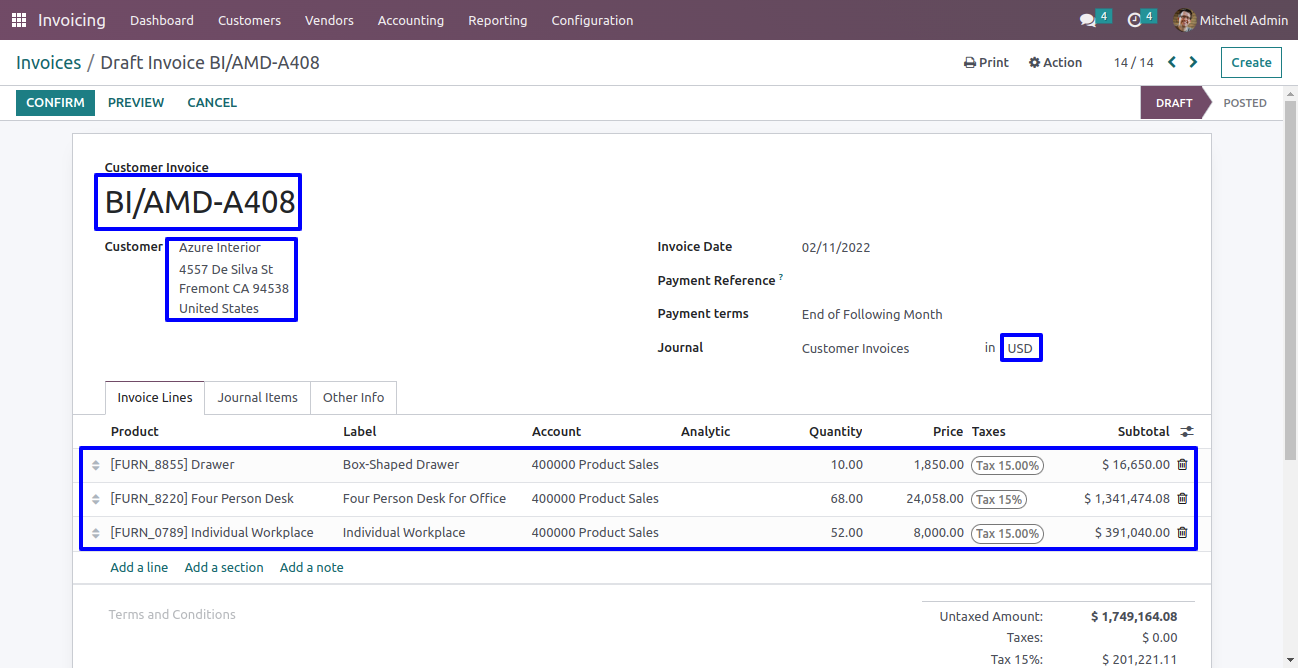 Invoicing Dashboard Customers Vendors Accounting Reporting Configuration 4 4 Mitchell Admin
Invoices / Draft Invoice BI/AMD-A408 Print Action 14 / 14 Create
CONFIRM PREVIEW CANCEL DRAFT POSTED
Customer Invoice
BI/AMD-A408
Customer Azure Interior Invoice Date 02/11/2022
4557 De Silva St
Fremont CA 94538 Payment Reference ?
United States Payment terms End of Following Month
Journal Customer Invoices in USD
Invoice Lines Journal Items Other Info
Product Label Account Analytic Quantity Price Taxes Subtotal
[FURN_8855] Drawer Box-Shaped Drawer 400000 Product Sales 10.00 1,850.00 Tax 15.00% $ 16,650.00
[FURN_8220] Four Person Desk Four Person Desk for Office 400000 Product Sales 68.00 24,058.00 Tax 15% $ 1,341,474.08
[FURN_0789] Individual Workplace Individual Workplace 400000 Product Sales 52.00 8,000.00 Tax 15.00% $ 391,040.00
Add a line Add a section Add a note
Terms and Conditions Untaxed Amount: $ 1,749,164.08
Taxes: $ 0.00
Tax 15%: $ 201,221.11